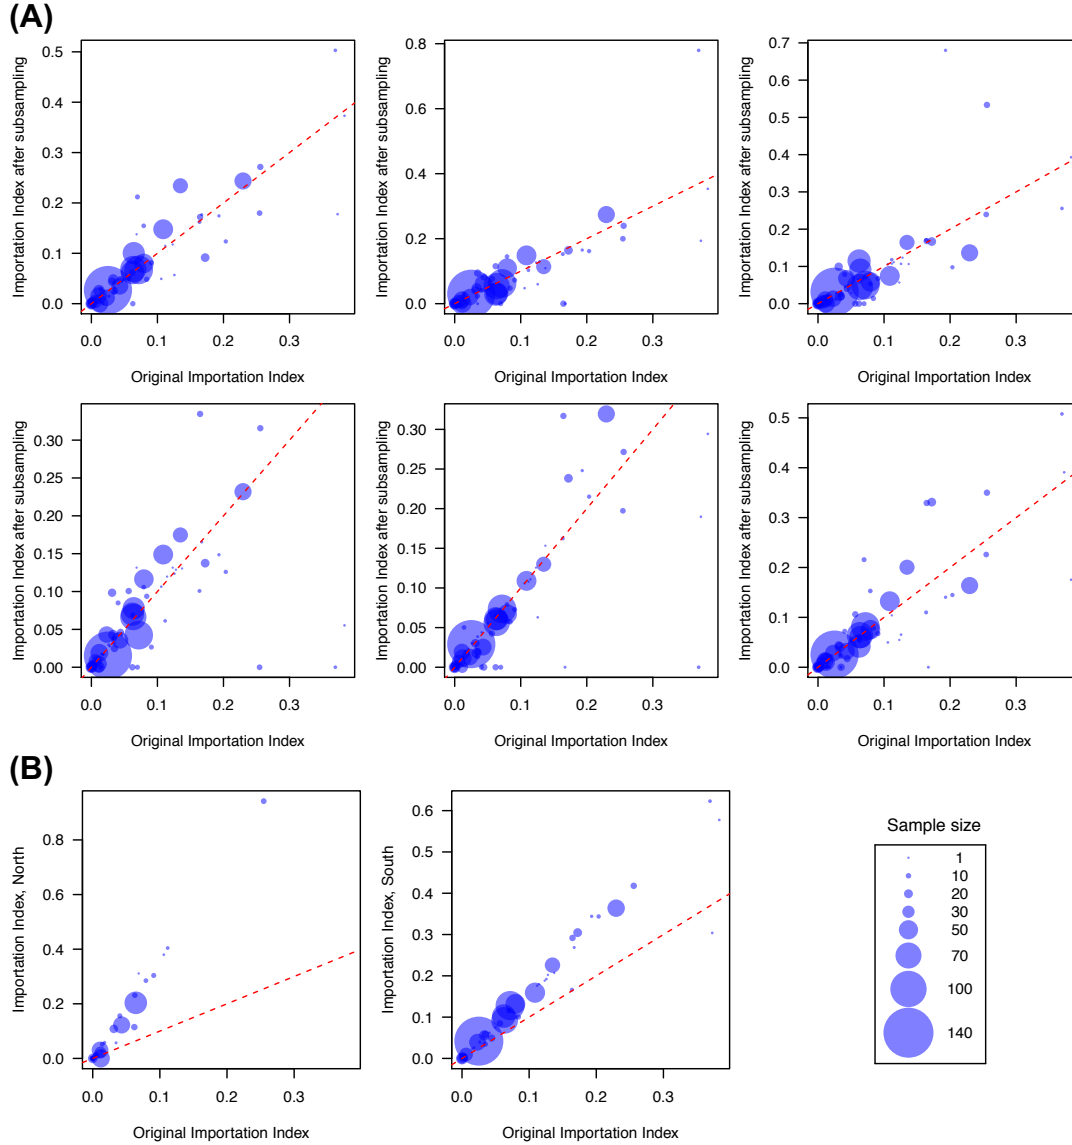 (A)
Importation Index after subsampling
0.5
0.4
0.3
0.2
0.1
0.0
0.0 0.1 0.2 0.3
Original Importation Index
Importation Index after subsampling
0.8
0.6
0.4
0.2
0.0
0.0 0.1 0.2 0.3
Original Importation Index
Importation Index after subsampling
0.7
0.6
0.5
0.4
0.3
0.2
0.1
0.0
0.0 0.1 0.2 0.3
Original Importation Index
Importation Index after subsampling
0.30
0.25
0.20
0.15
0.10
0.05
0.00
0.0 0.1 0.2 0.3
Original Importation Index
Importation Index after subsampling
0.30
0.25
0.20
0.15
0.10
0.05
0.00
0.0 0.1 0.2 0.3
Original Importation Index
Importation Index after subsampling
0.5
0.4
0.3
0.2
0.1
0.0
0.0 0.1 0.2 0.3
Original Importation Index
(B)
Importation Index, North
0.8
0.6
0.4
0.2
0.0
0.0 0.1 0.2 0.3 0.4
Original Importation Index
Importation Index, South
0.6
0.5
0.4
0.3
0.2
0.1
0.0
0.0 0.1 0.2 0.3 0.4
Original Importation Index
Sample size
1
10
20
30
50
70
100
140